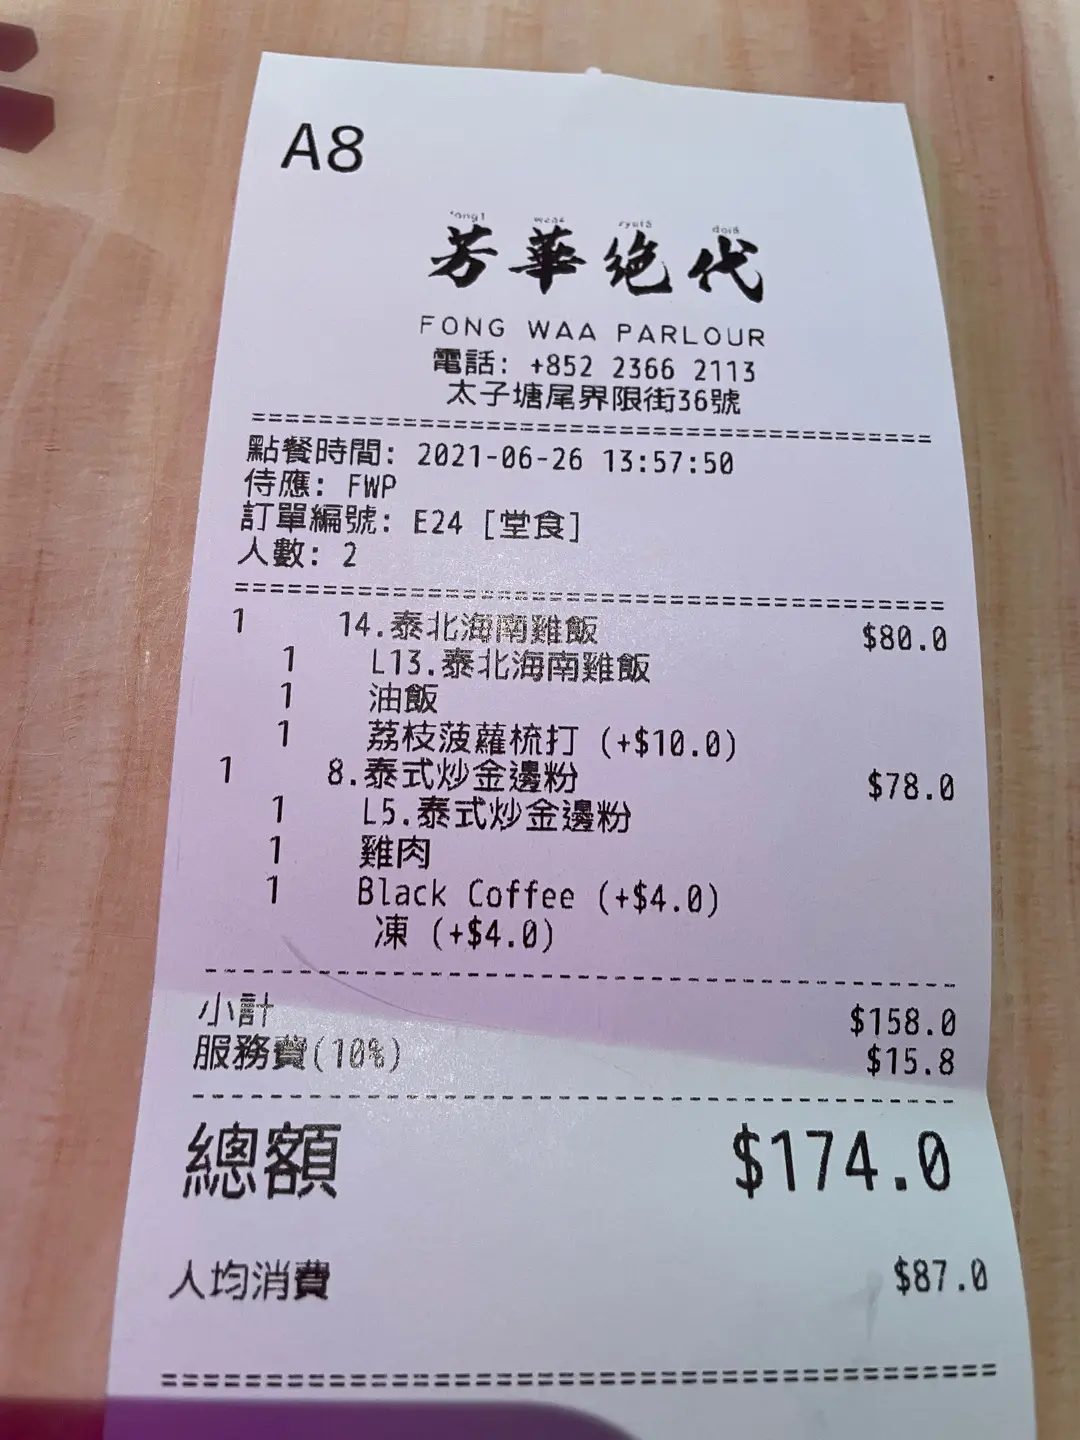 A8
芳華絕代
FONG WAA PARLOUR
電話: +852 2366 2113
太子塘尾界限街36號
點餐時間: 2021-06-26 13:57:50
侍應: FWP
訂單編號: E24 [堂食]
人數: 2
1 14.泰北海南雞飯 $80.0
1 L13.泰北海南雞飯
1 油飯
1 荔枝菠蘿梳打 (+$10.0)
1 8.泰式炒金邊粉 $78.0
1 L5.泰式炒金邊粉
1 雞肉
1 Black Coffee (+$4.0)
凍 (+$4.0)
小計 $158.0
服務費(10%) $15.8
總額 $174.0
人均消費 $87.0